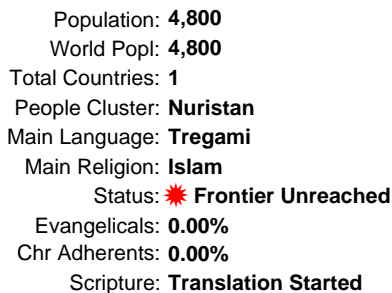 Population: 4,800
World Popl: 4,800
Total Countries: 1
People Cluster: Nuristan
Main Language: Tregami
Main Religion: Islam
Status: Frontier Unreached
Evangelicals: 0.00%
Chr Adherents: 0.00%
Scripture: Translation Started